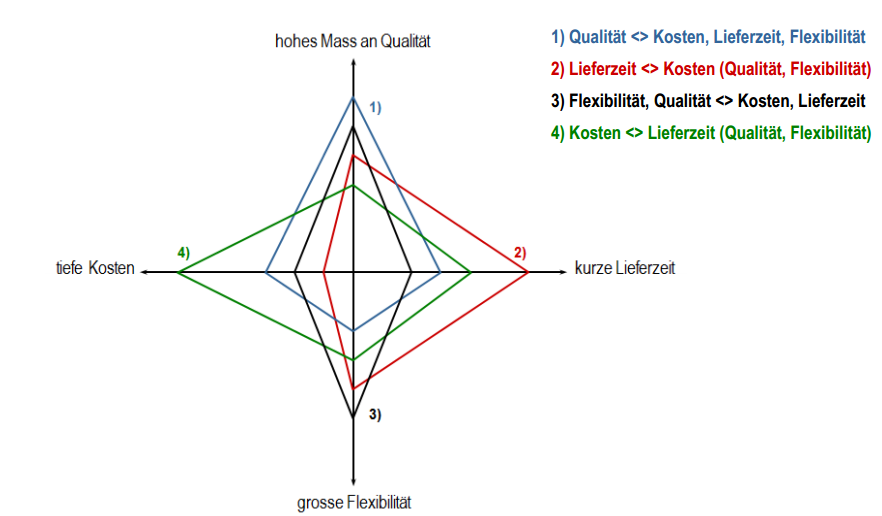 hohes Mass an Qualität
1) Qualität <> Kosten, Lieferzeit, Flexibilität
2) Lieferzeit <> Kosten (Qualität, Flexibilität)
3) Flexibilität, Qualität <> Kosten, Lieferzeit
4) Kosten <> Lieferzeit (Qualität, Flexibilität)
1)
4)
2)
tiefe Kosten
kurze Lieferzeit
3)
grosse Flexibilität